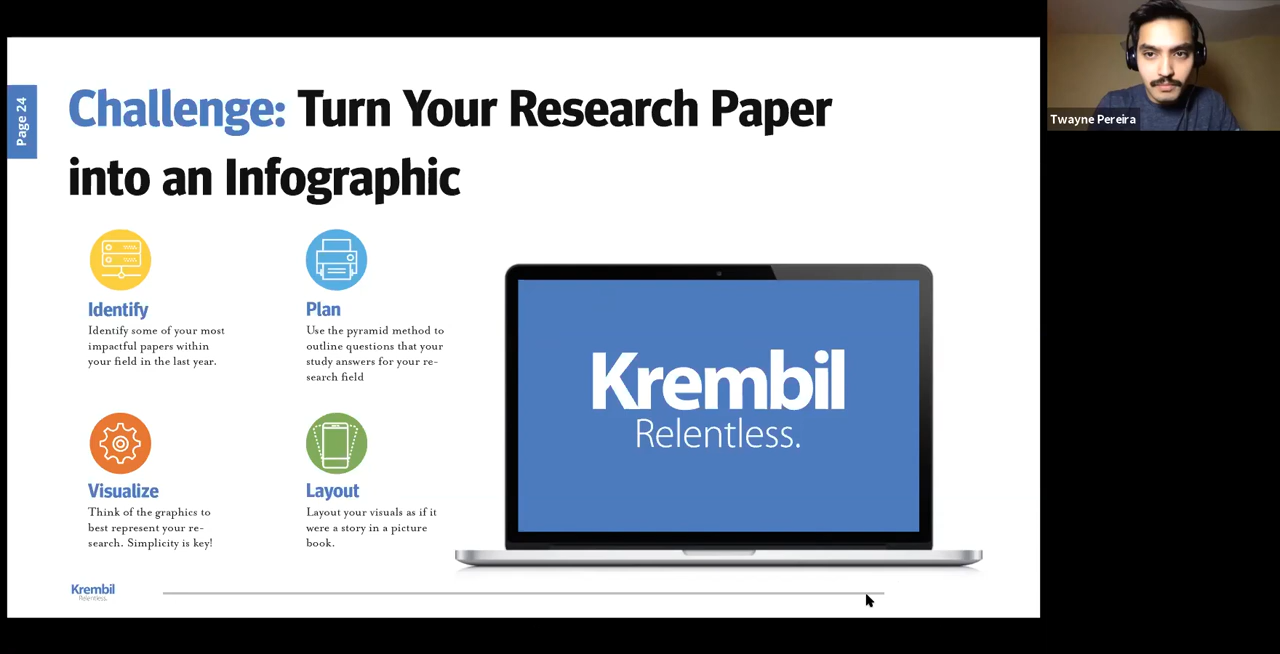 Page 24
Challenge: Turn Your Research Paper
into an Infographic
Identify
Identify some of your most
impactful papers within
your field in the last year.
Plan
Use the pyramid method to
outline questions that your
study answers for your re-
search field
Visualize
Think of the graphics to
best represent your re-
search. Simplicity is key!
Layout
Layout your visuals as if it
were a story in a picture
book.
Krembil
Relentless.
Krembil
Relentless.
Twayne Pereira